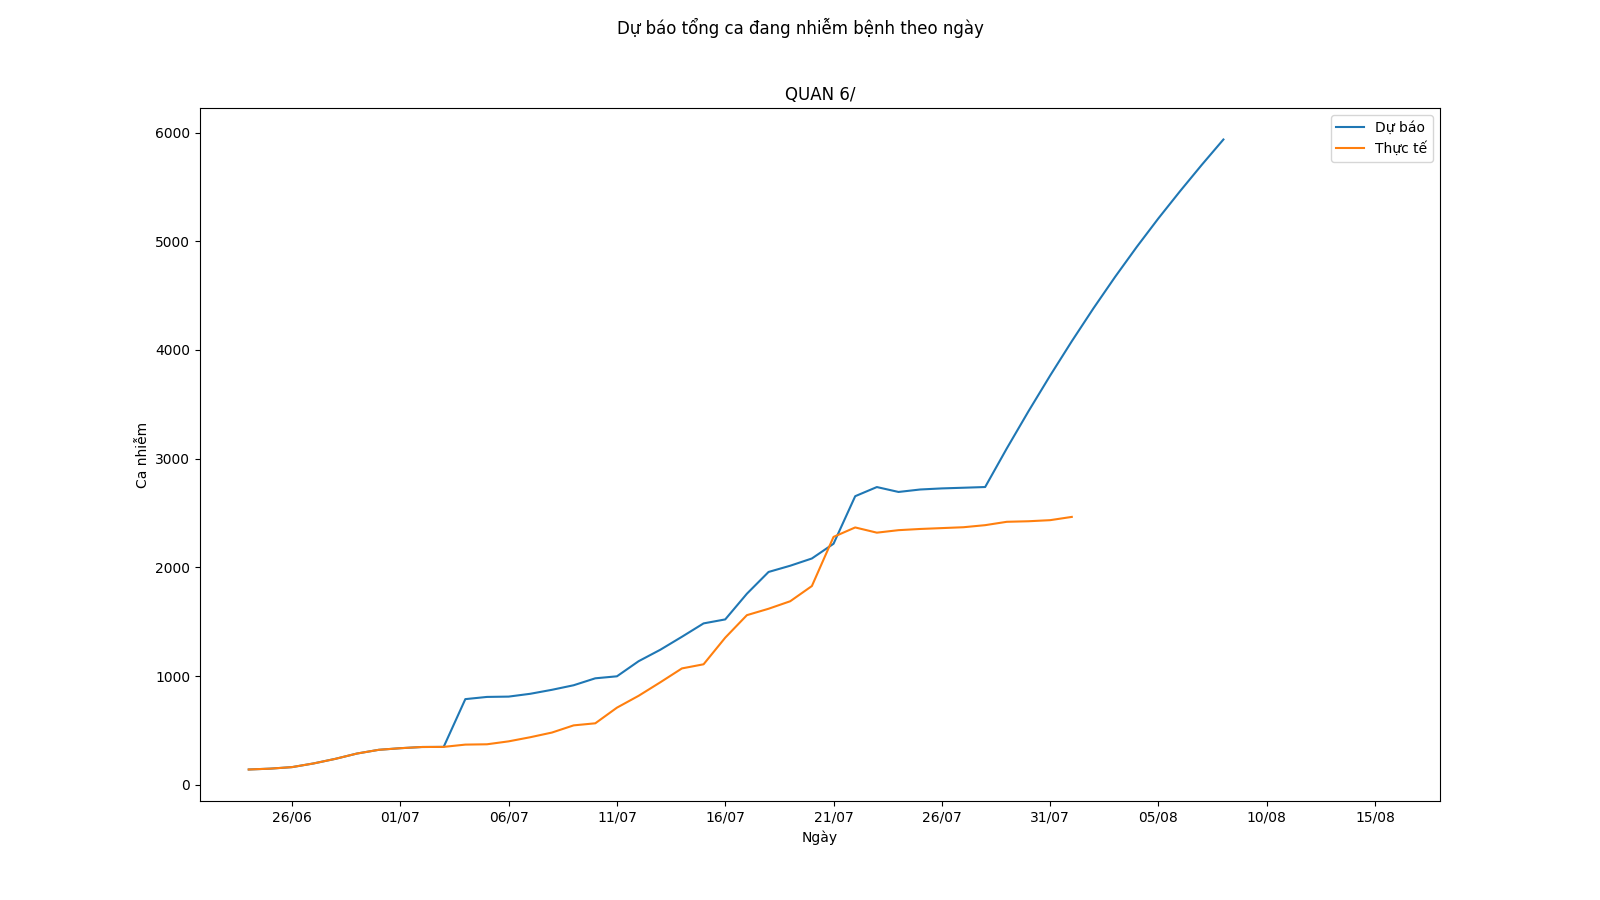 Dự báo tổng ca đang nhiễm bệnh theo ngày
QUAN 6/
Dự báo
Thực tế
6000
5000
4000
3000
2000
1000
0
Ca nhiễm
26/06 01/07 06/07 11/07 16/07 21/07 26/07 31/07 05/08 10/08 15/08
Ngày